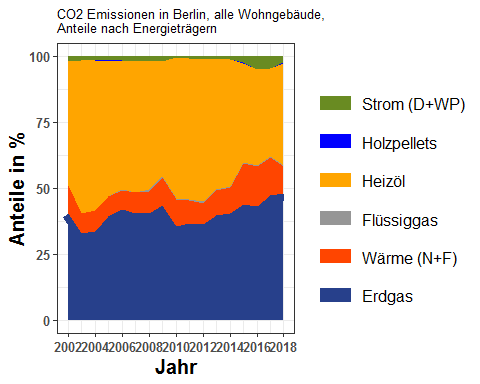 CO2 Emissionen in Berlin, alle Wohngebäude,
Anteile nach Energieträgern
Anteile in %
100
75
50
25
0
2002 2004 2006 2008 2010 2012 2014 2016 2018
Jahr
Strom (D+WP)
Holzpellets
Heizöl
Flüssiggas
Wärme (N+F)
Erdgas